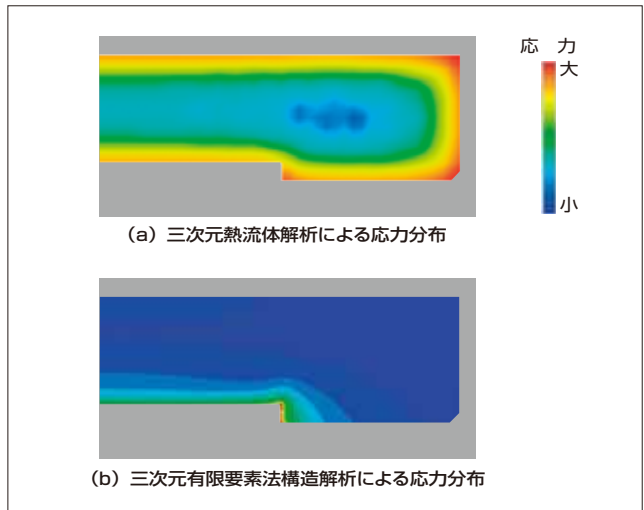 応 力
大
小
(a) 三次元熱流体解析による応力分布
(b) 三次元有限要素法構造解析による応力分布